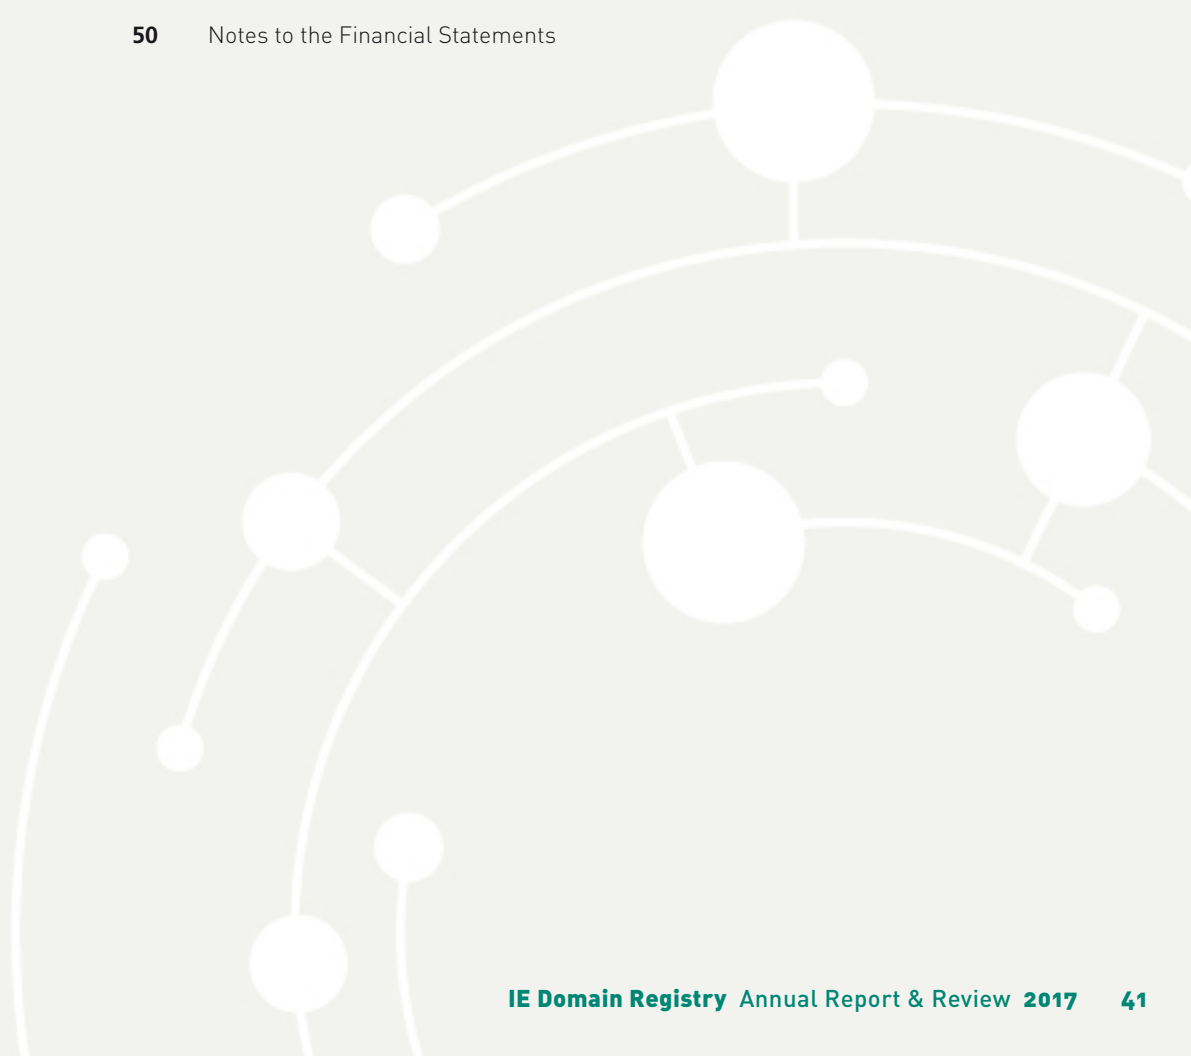 50 Notes to the Financial Statements
IE Domain Registry Annual Report & Review 2017 41